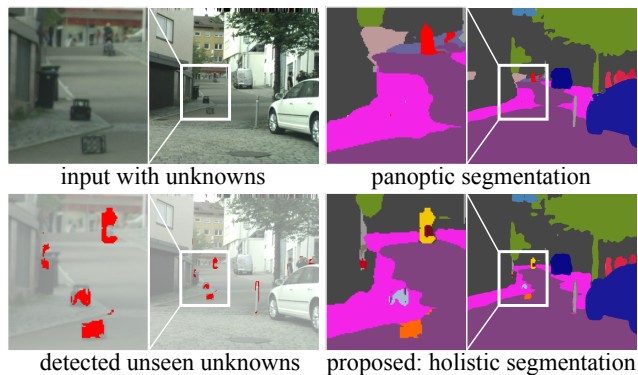 input with unknowns
panoptic segmentation
detected unseen unknowns
proposed: holistic segmentation